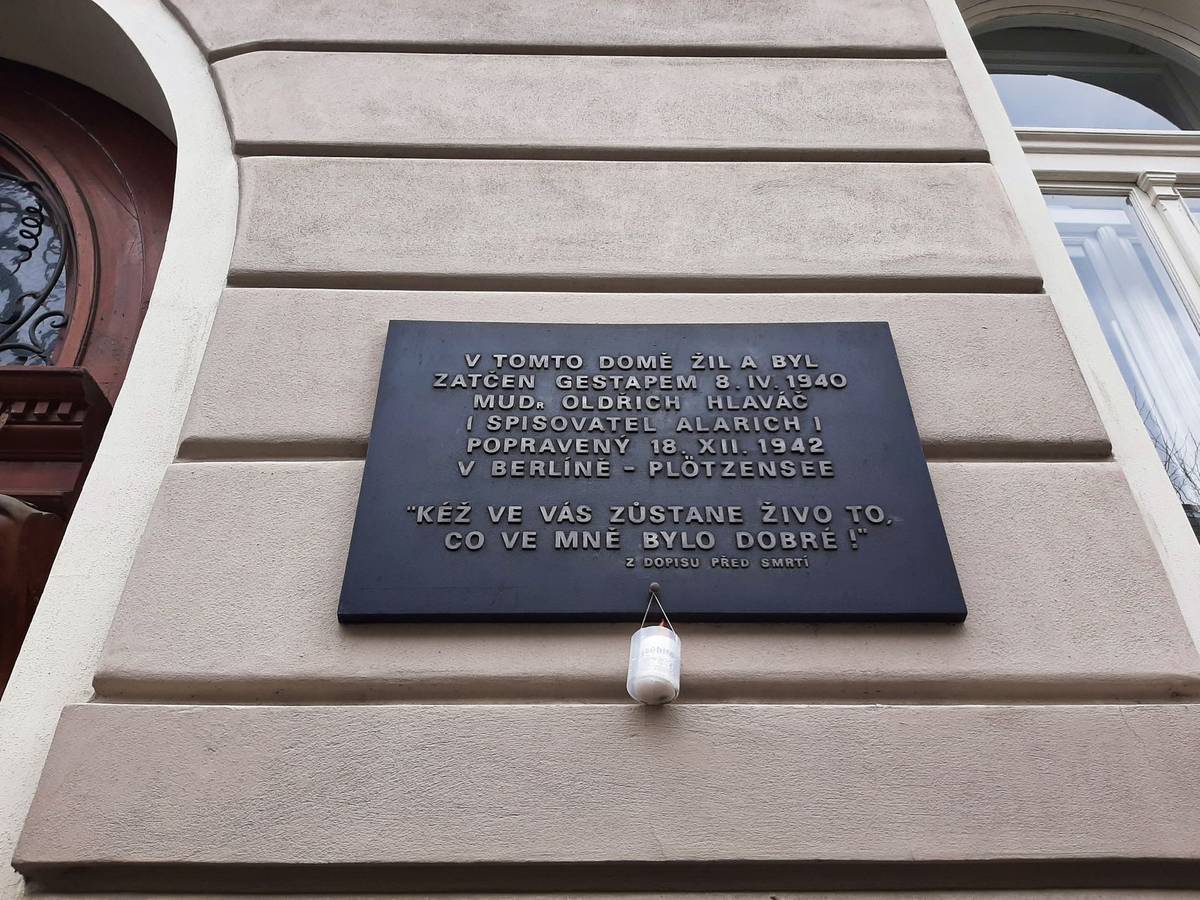 V TOMTO DOMĚ ŽIL A BYL
ZATČEN GESTAPEM 8. IV. 1940
MUDR OLDŘICH HLAVÁČ
( SPISOVATEL ALARICH )
POPRAVENÝ 18. XII. 1942
V BERLÍNĚ - PLÖTZENSEE
"KÉŽ VE VÁS ZŮSTANE ŽIVO TO,
CO VE MNĚ BYLO DOBRÉ !"
Z DOPISU PŘED SMRTÍ